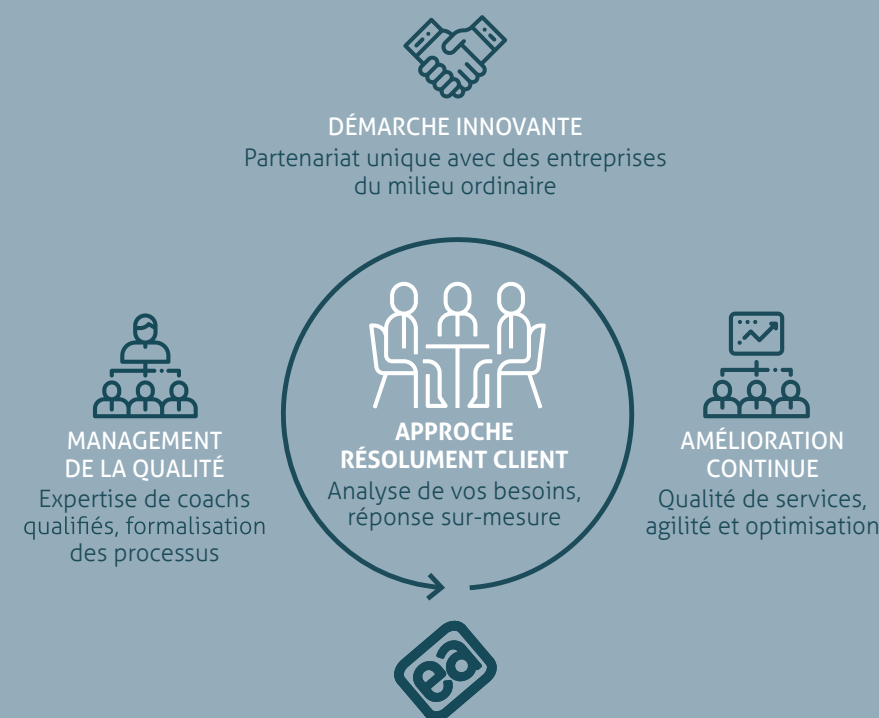 DÉMARCHE INNOVANTE
Partenariat unique avec des entreprises
du milieu ordinaire
MANAGEMENT
DE LA QUALITÉ
Expertise de coachs
qualifiés, formalisation
des processus
APPROCHE
RÉSOLUMENT CLIENT
Analyse de vos besoins,
réponse sur-mesure
AMÉLIORATION
CONTINUE
Qualité de services,
agilité et optimisation
ea